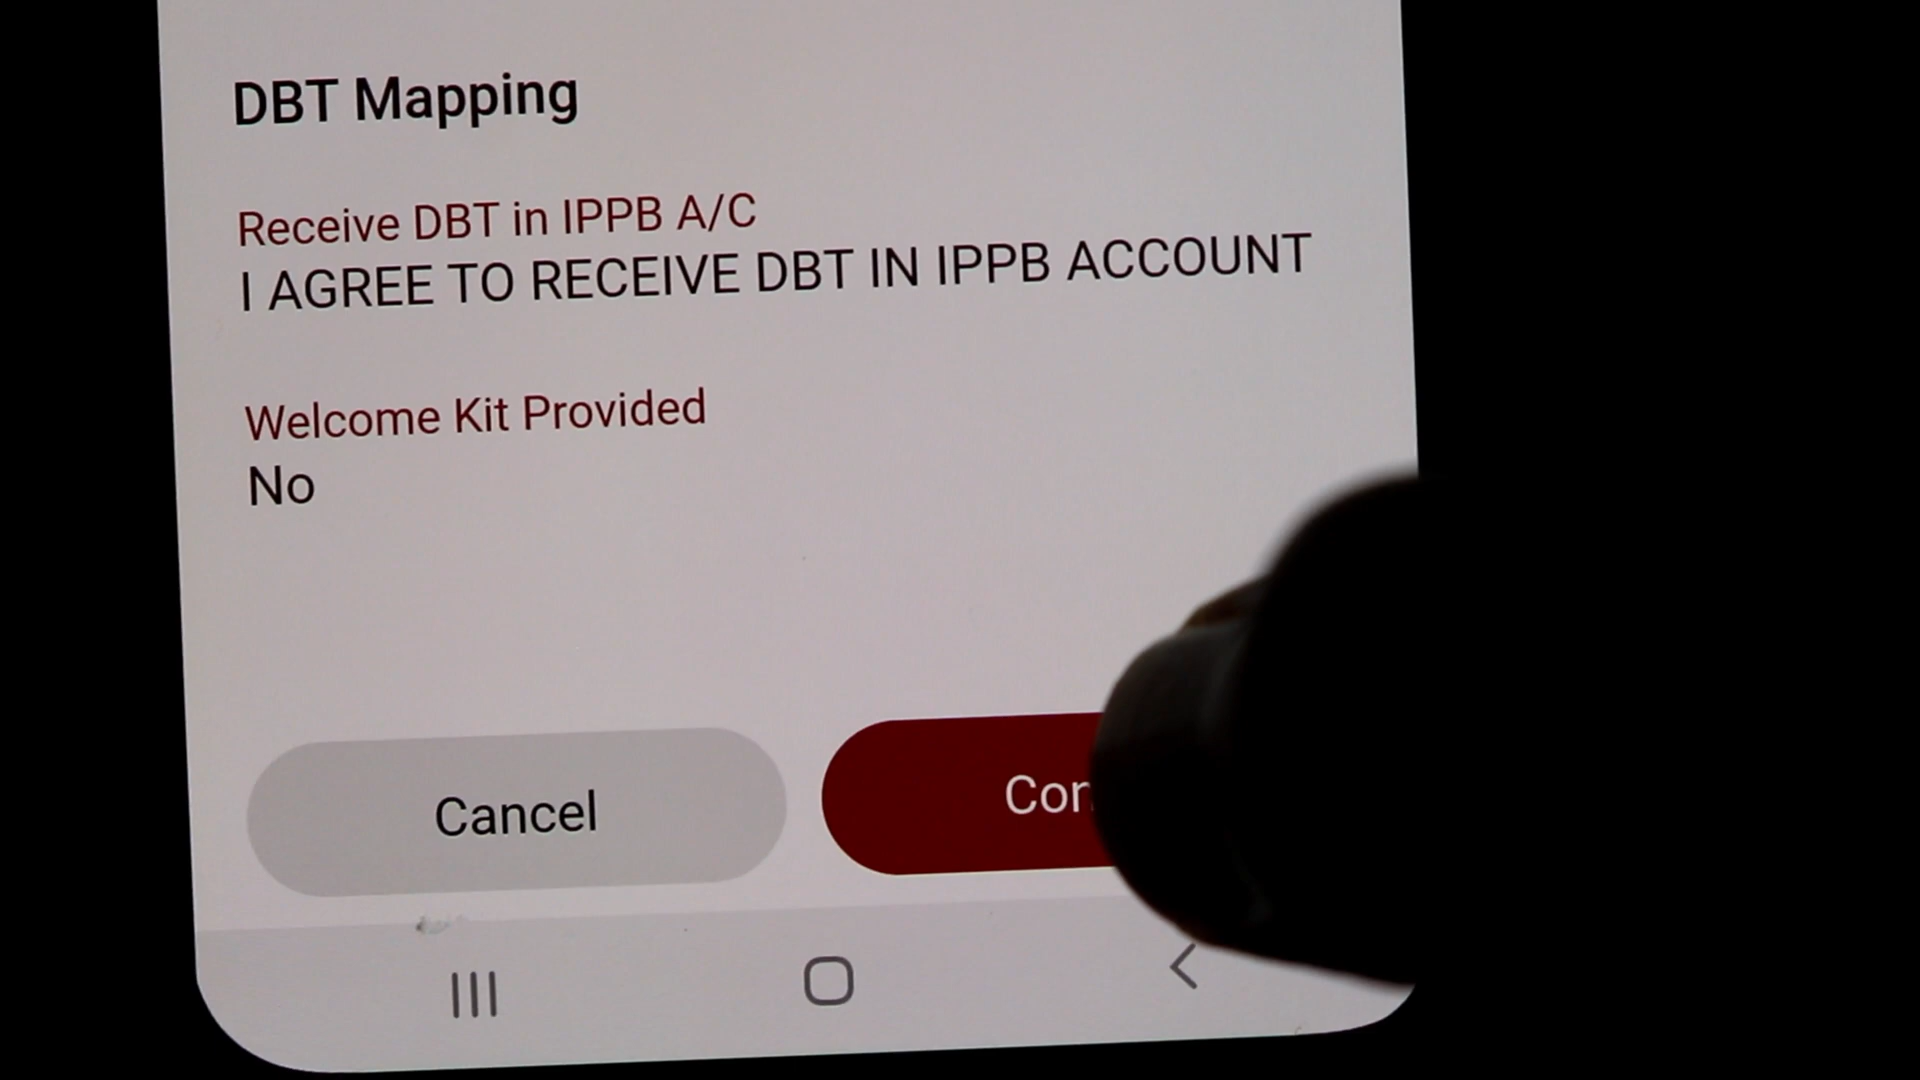 DBT Mapping
Receive DBT in IPPB A/C
I AGREE TO RECEIVE DBT IN IPPB ACCOUNT
Welcome Kit Provided
No
Cancel